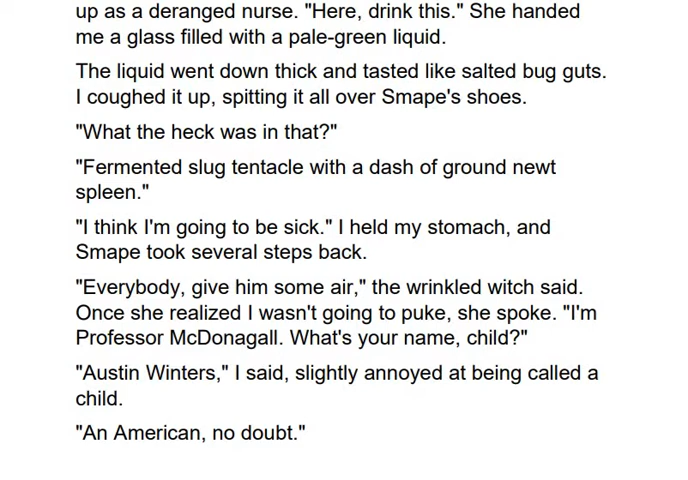 up as a deranged nurse. "Here, drink this." She handed
me a glass filled with a pale-green liquid.
The liquid went down thick and tasted like salted bug guts.
I coughed it up, spitting it all over Smape's shoes.
"What the heck was in that?"
"Fermented slug tentacle with a dash of ground newt
spleen."
"I think I'm going to be sick." I held my stomach, and
Smape took several steps back.
"Everybody, give him some air," the wrinkled witch said.
Once she realized I wasn't going to puke, she spoke. "I'm
Professor McDonagall. What's your name, child?"
"Austin Winters," I said, slightly annoyed at being called a
child.
"An American, no doubt."